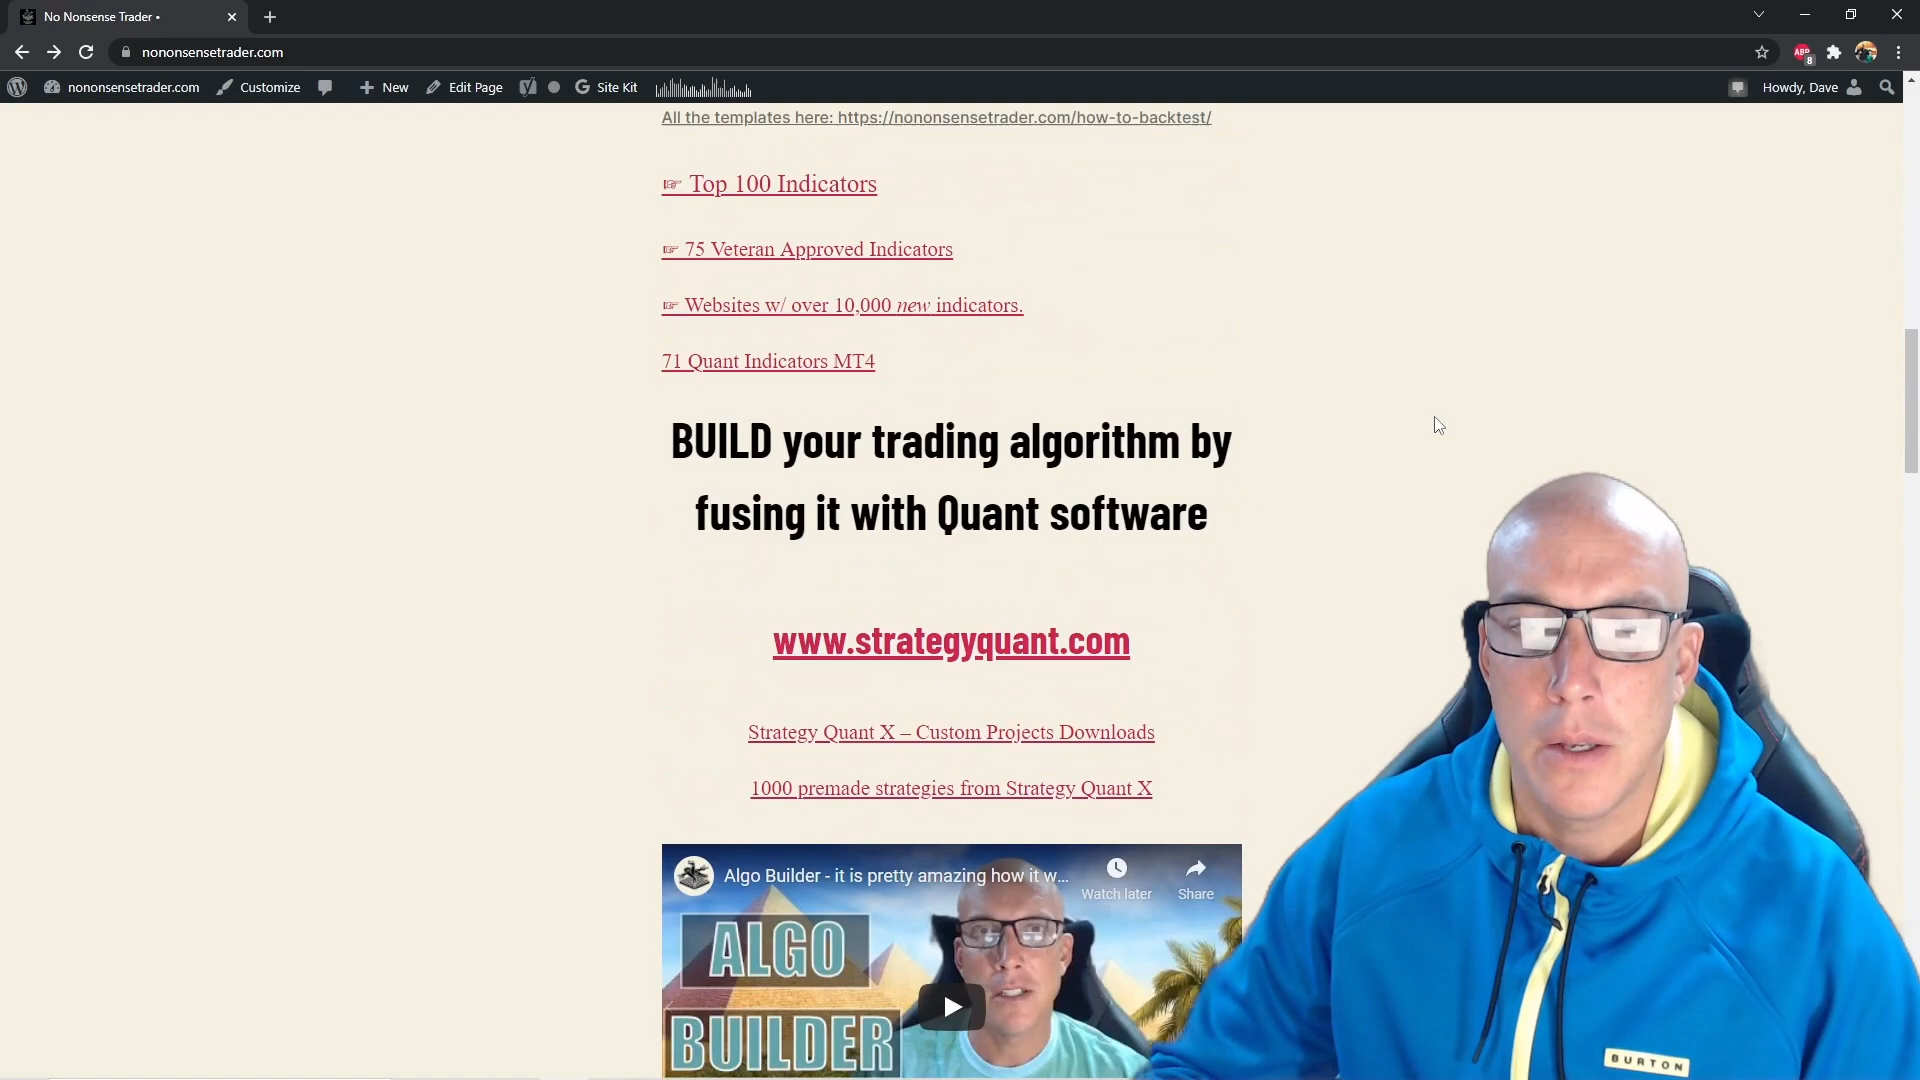 No Nonsense Trader •
nononsensetrader.com
ABP
8
nononsensetrader.com
Customize
New
Edit Page
Site Kit
Howdy, Dave
All the templates here: https://nononsensetrader.com/how-to-backtest/
☞ Top 100 Indicators
☞ 75 Veteran Approved Indicators
☞ Websites w/ over 10,000 new indicators.
71 Quant Indicators MT4
BUILD your trading algorithm by
fusing it with Quant software
www.strategyquant.com
Strategy Quant X – Custom Projects Downloads
1000 premade strategies from Strategy Quant X
Algo Builder - it is pretty amazing how it w...
Watch later
Share
ALGO
BUILDER
BURTON